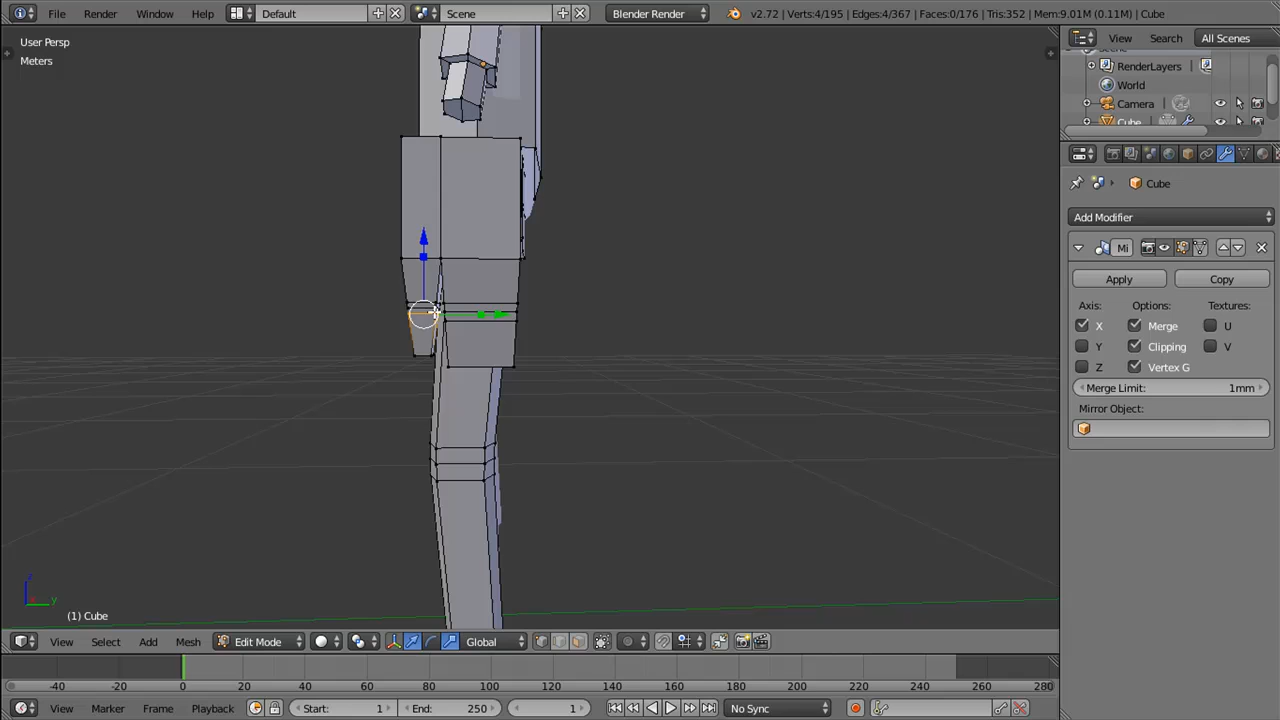 File Render Window Help Default Scene Blender Render v2.72 | Verts:4/195 | Edges:4/367 | Faces:0/176 | Tris:352 | Mem:9.01M (0.11M) | Cube
User Persp
Meters
View Search All Scenes
RenderLayers
World
Camera
Cube
Cube
Add Modifier
Mi
Apply Copy
Axis: Options: Textures:
X Merge U
Y Clipping V
Z Vertex G
Merge Limit: 1mm
Mirror Object:
z
y
(1) Cube
View Select Add Mesh Edit Mode Global
-40 -20 0 20 40 60 80 100 120 140 160 180 200 220 240 260 280
View Marker Frame Playback Start: 1 End: 250 1 No Sync